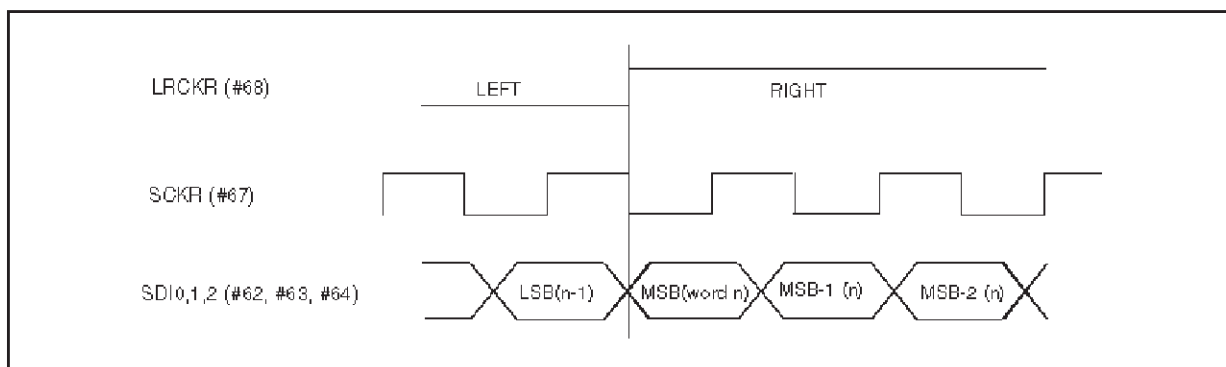 LRCKR (#68)
LEFT
RIGHT
SCKR (#67)
SDI0,1,2 (#62, #63, #64)
LSB(n-1)
MSB(word n)
MSB-1 (n)
MSB-2 (n)